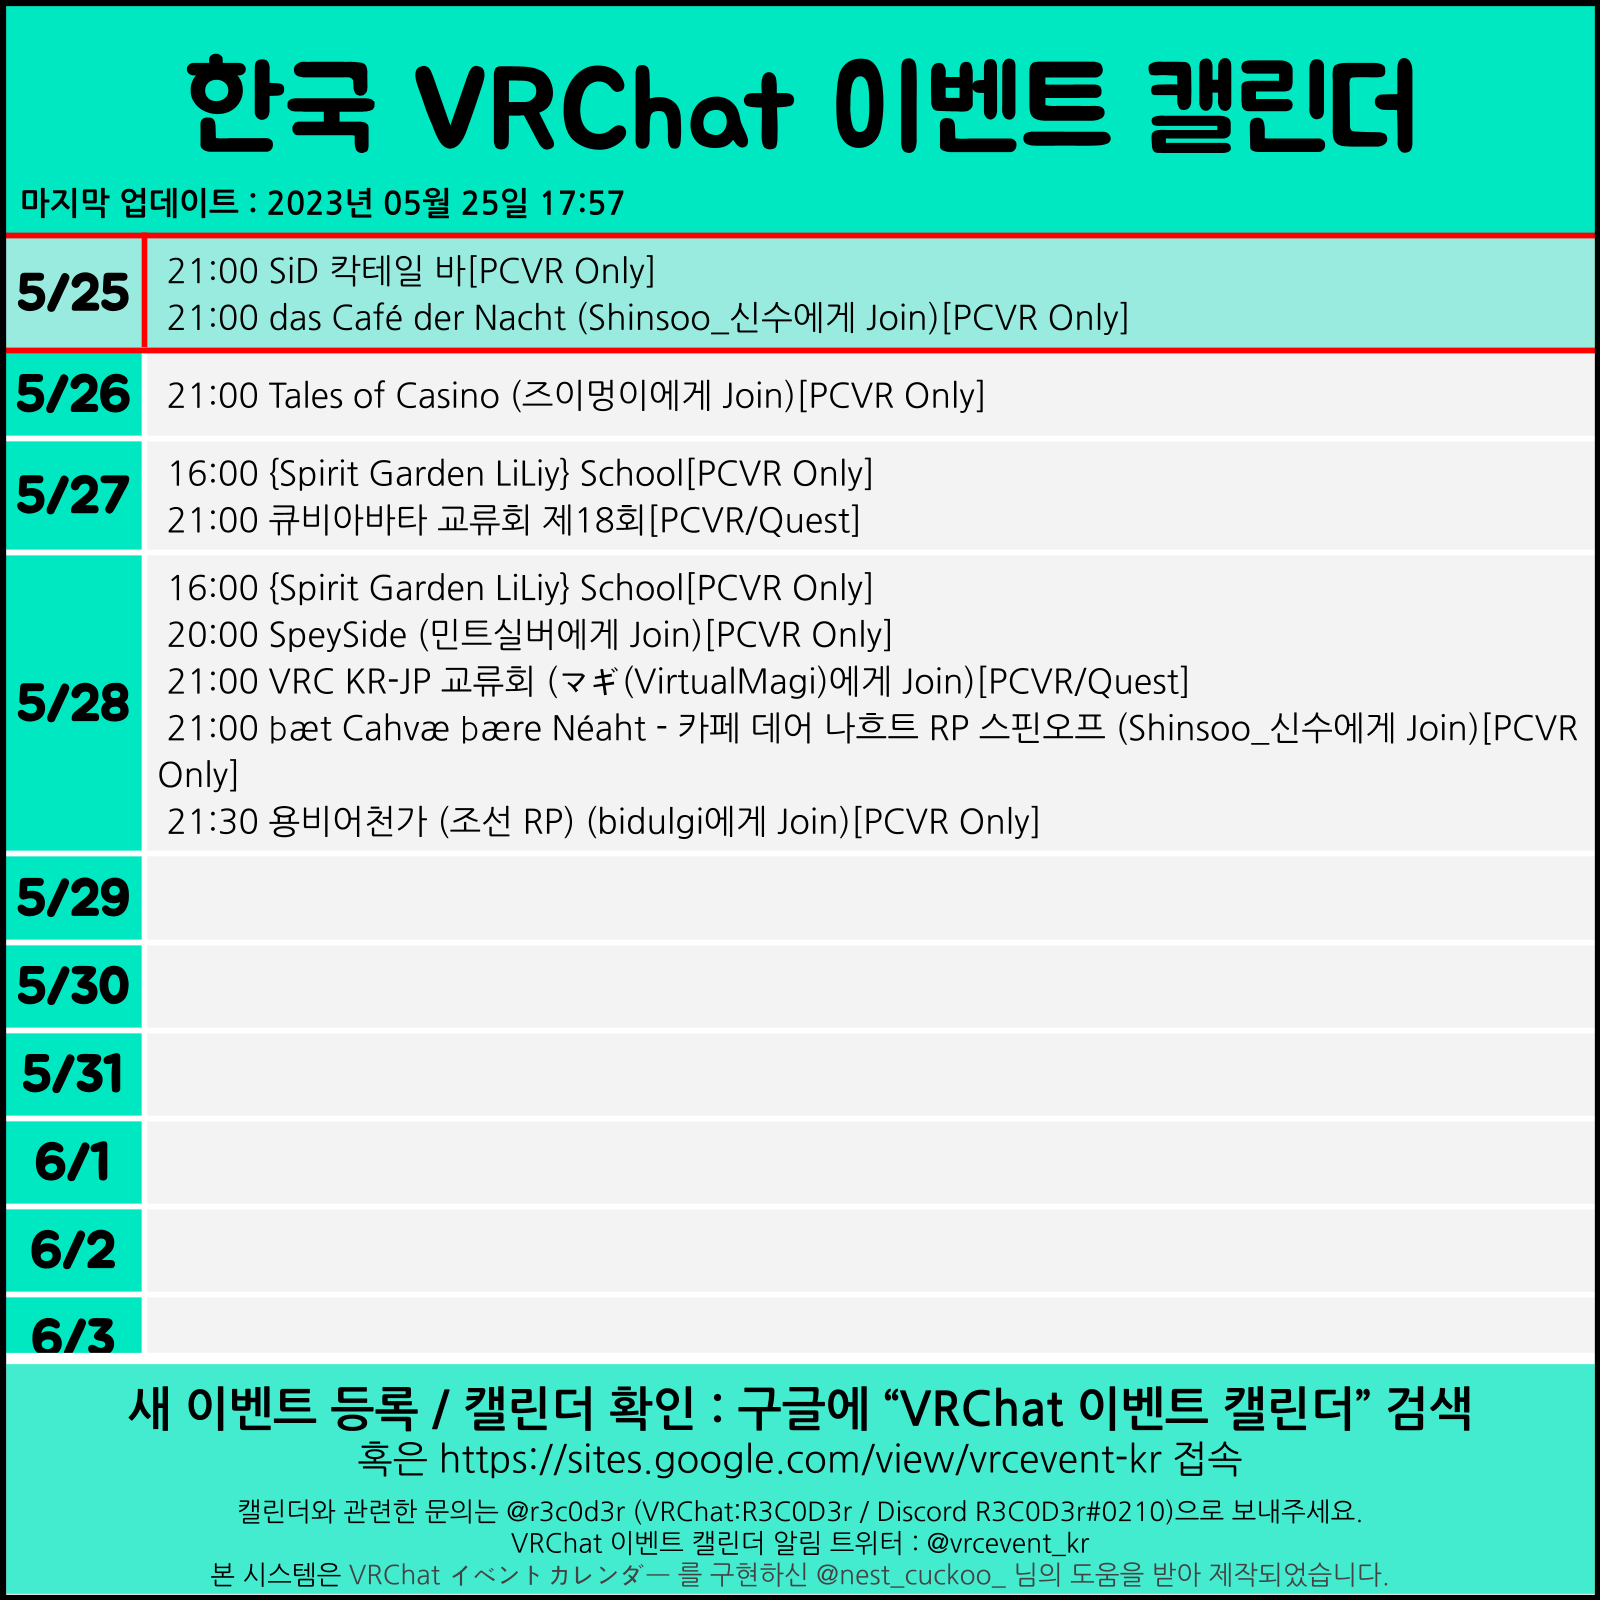 한국 VRChat 이벤트 캘린더
마지막 업데이트 : 2023년 05월 25일 17:57
5/25
21:00 SiD 칵테일 바[PCVR Only]
21:00 das Café der Nacht (Shinsoo_신수에게 Join)[PCVR Only]
5/26
21:00 Tales of Casino (즈이멍이에게 Join)[PCVR Only]
5/27
16:00 {Spirit Garden LiLiy} School[PCVR Only]
21:00 큐비아바타 교류회 제18회[PCVR/Quest]
5/28
16:00 {Spirit Garden LiLiy} School[PCVR Only]
20:00 SpeySide (민트실버에게 Join)[PCVR Only]
21:00 VRC KR-JP 교류회 (マギ(VirtualMagi)에게 Join)[PCVR/Quest]
21:00 þæt Cahvæ þære Néaht - 카페 데어 나흐트 RP 스핀오프 (Shinsoo_신수에게 Join)[PCVR
Only]
21:30 용비어천가 (조선 RP) (bidulgi에게 Join)[PCVR Only]
5/29
5/30
5/31
6/1
6/2
6/3
새 이벤트 등록 / 캘린더 확인 : 구글에 “VRChat 이벤트 캘린더” 검색
혹은 https://sites.google.com/view/vrcevent-kr 접속
캘린더와 관련한 문의는 @r3c0d3r (VRChat:R3C0D3r / Discord R3C0D3r#0210)으로 보내주세요.
VRChat 이벤트 캘린더 알림 트위터 : @vrcevent_kr
본 시스템은 VRChat イベントカレンダー 를 구현하신 @nest_cuckoo_ 님의 도움을 받아 제작되었습니다.